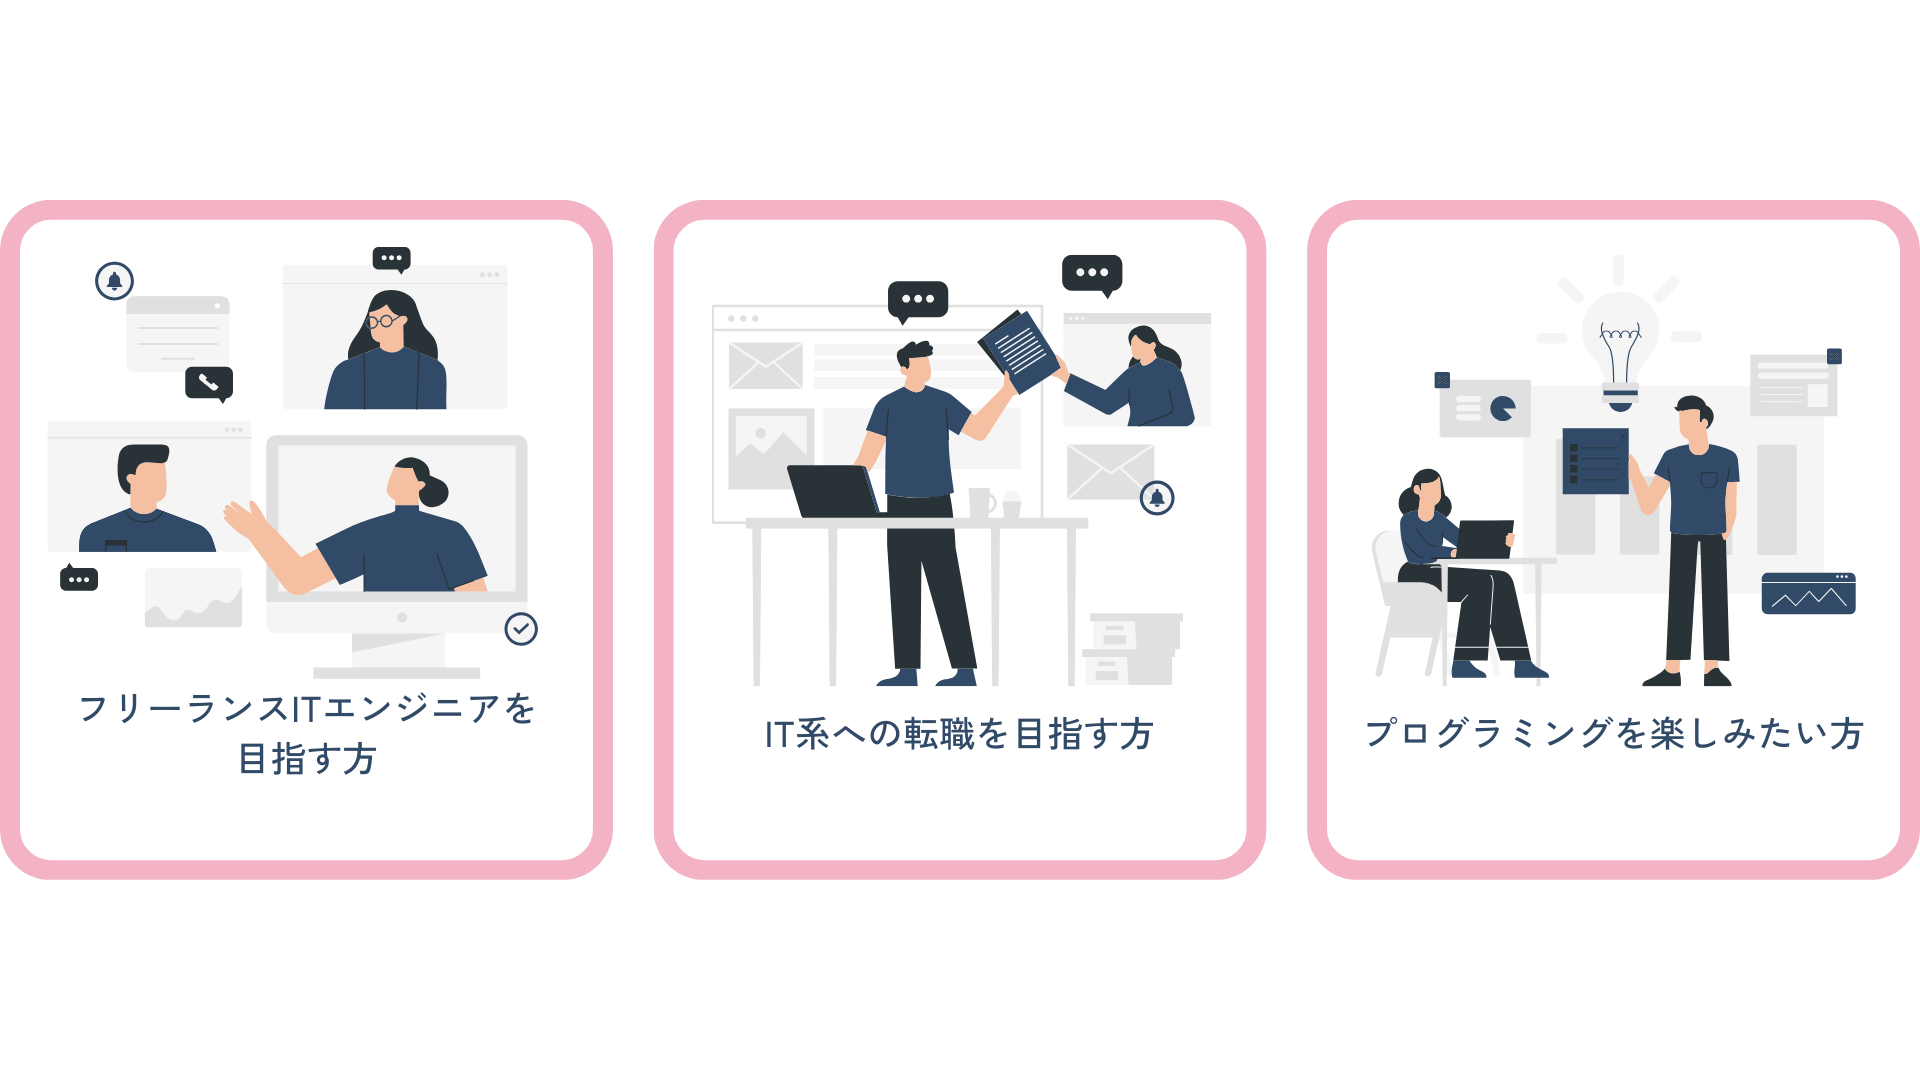 フリーランスITエンジニアを
目指す方
IT系への転職を目指す方
プログラミングを楽しみたい方